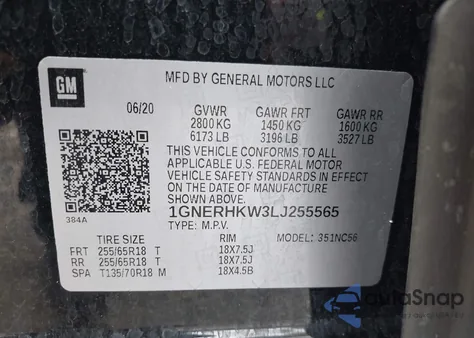 GM
MFD BY GENERAL MOTORS LLC
06/20 GVWR GAWR FRT GAWR RR
2800 KG 1450 KG 1600 KG
6173 LB 3196 LB 3527 LB
THIS VEHICLE CONFORMS TO ALL
APPLICABLE U.S. FEDERAL MOTOR
VEHICLE SAFETY STANDARDS IN EFFECT
ON THE DATE OF MANUFACTURE
SHOWN ABOVE.
384A
1GNERHKW3LJ255565
TYPE: M.P.V.
TIRE SIZE RIM MODEL: 351NC56
FRT 255/65R18 T 18X7.5J
RR 255/65R18 T 18X7.5J
SPA T135/70R18 M 18X4.5B
autoSnap